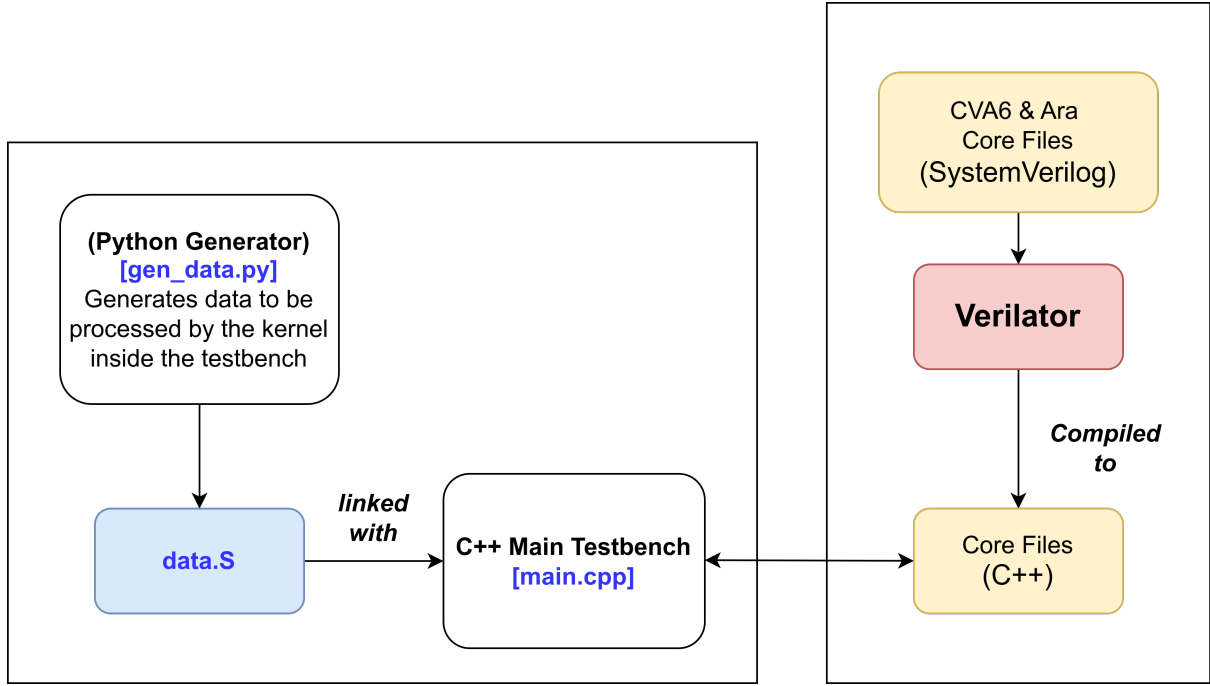 (Python Generator)
[gen_data.py]
Generates data to be
processed by the kernel
inside the testbench
data.S
linked
with
C++ Main Testbench
[main.cpp]
CVA6 & Ara
Core Files
(SystemVerilog)
Verilator
Compiled
to
Core Files
(C++)